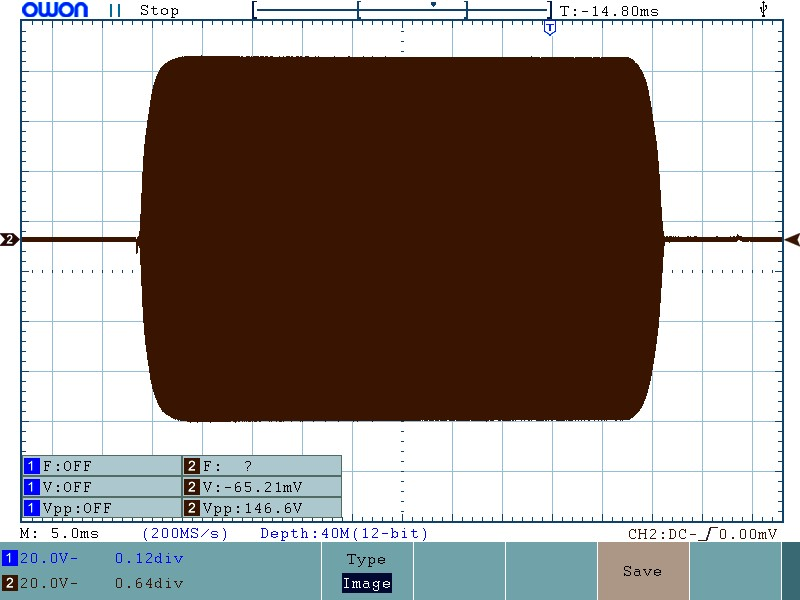 owon Stop T:-14.80ms
T
2
1 F:OFF 2 F: ?
1 V:OFF 2 V:-65.21mV
1 Vpp:OFF 2 Vpp:146.6V
M: 5.0ms (200MS/s) Depth:40M(12-bit) CH2:DC- 0.00mV
1 20.0V- 0.12div Type
2 20.0V- 0.64div Image
Save